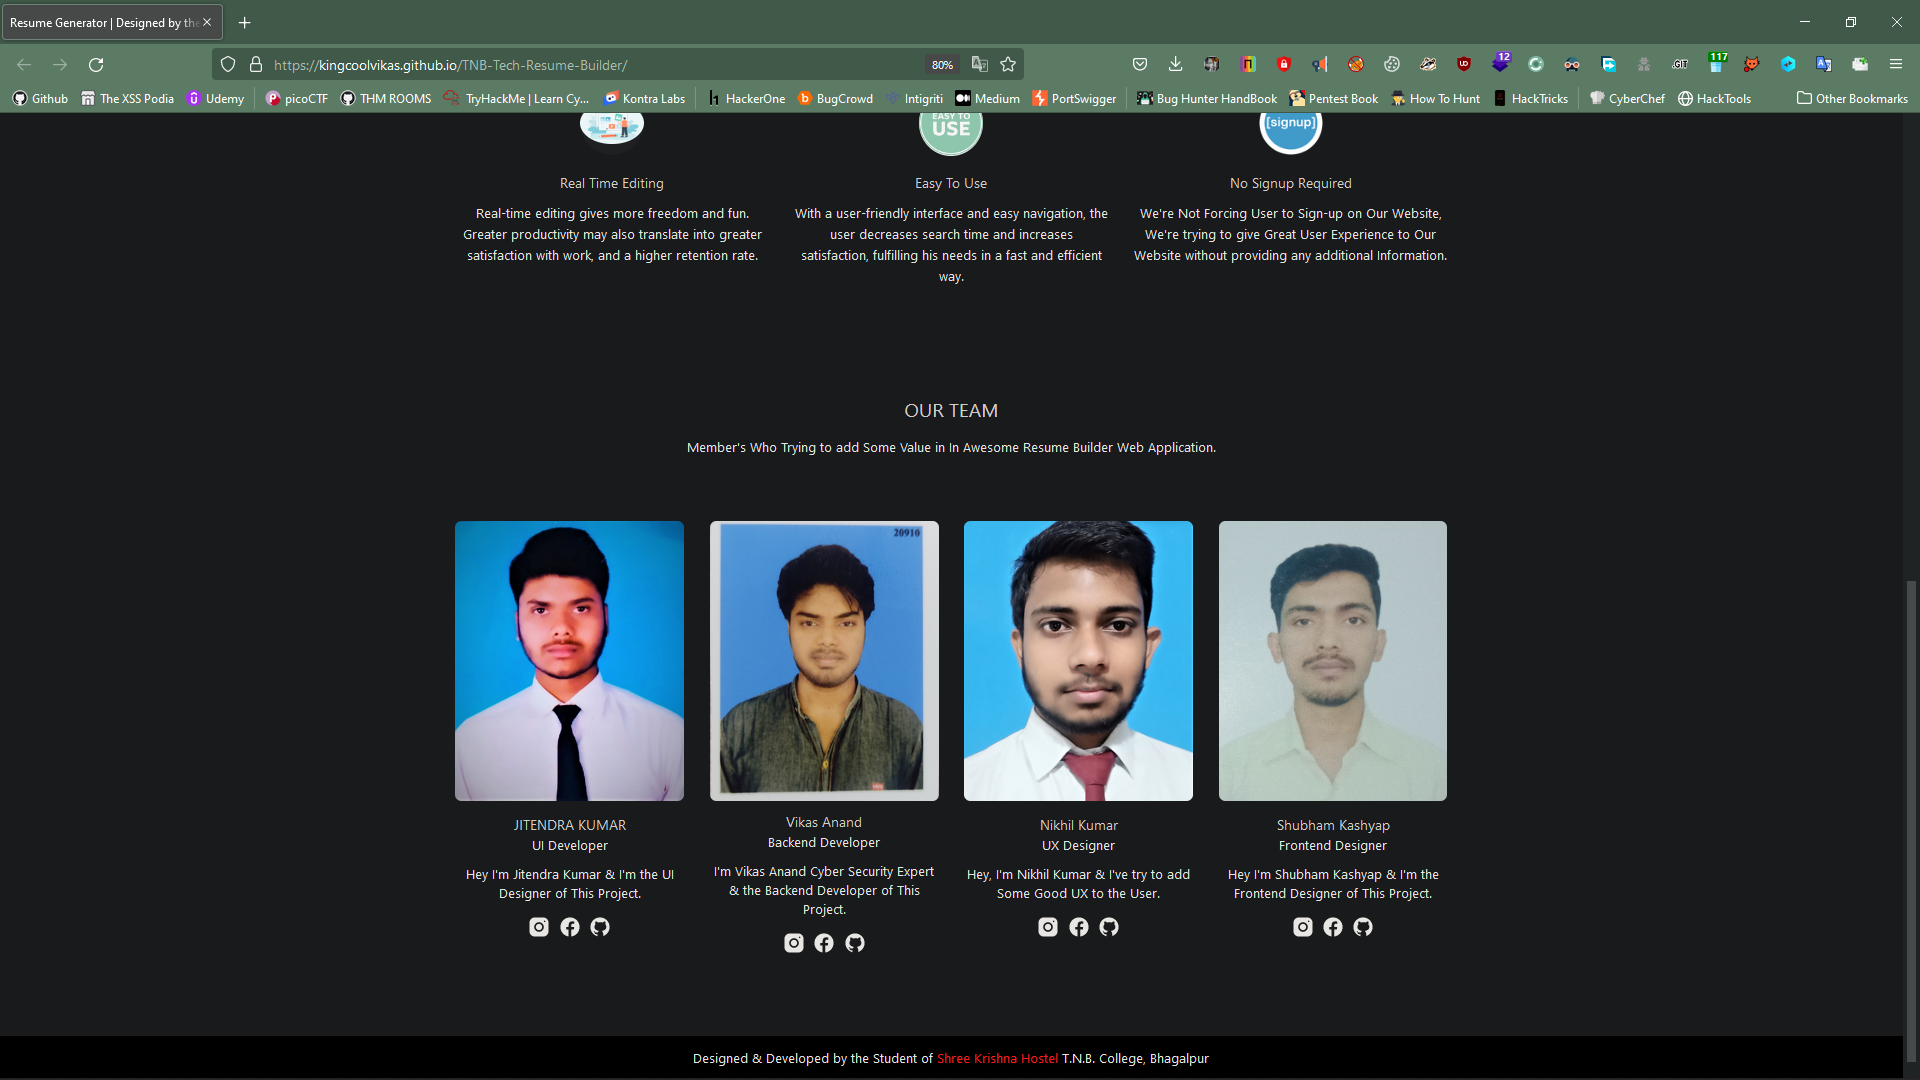 Resume Generator | Designed by the
https://kingcoolvikas.github.io/TNB-Tech-Resume-Builder/
80%
12
.GIT
117
Github
The XSS Podia
Udemy
picoCTF
THM ROOMS
TryHackMe | Learn Cy...
Kontra Labs
HackerOne
BugCrowd
Intigriti
Medium
PortSwigger
Bug Hunter HandBook
Pentest Book
How To Hunt
HackTricks
CyberChef
HackTools
Other Bookmarks
EASY TO
USE
[signup]
Real Time Editing
Real-time editing gives more freedom and fun.
Greater productivity may also translate into greater
satisfaction with work, and a higher retention rate.
Easy To Use
With a user-friendly interface and easy navigation, the
user decreases search time and increases
satisfaction, fulfilling his needs in a fast and efficient
way.
No Signup Required
We're Not Forcing User to Sign-up on Our Website,
We're trying to give Great User Experience to Our
Website without providing any additional Information.
OUR TEAM
Member's Who Trying to add Some Value in In Awesome Resume Builder Web Application.
20910
JITENDRA KUMAR
UI Developer
Hey I'm Jitendra Kumar & I'm the UI
Designer of This Project.
Vikas Anand
Backend Developer
I'm Vikas Anand Cyber Security Expert
& the Backend Developer of This
Project.
Nikhil Kumar
UX Designer
Hey, I'm Nikhil Kumar & I've try to add
Some Good UX to the User.
Shubham Kashyap
Frontend Designer
Hey I'm Shubham Kashyap & I'm the
Frontend Designer of This Project.
Designed & Developed by the Student of Shree Krishna Hostel T.N.B. College, Bhagalpur